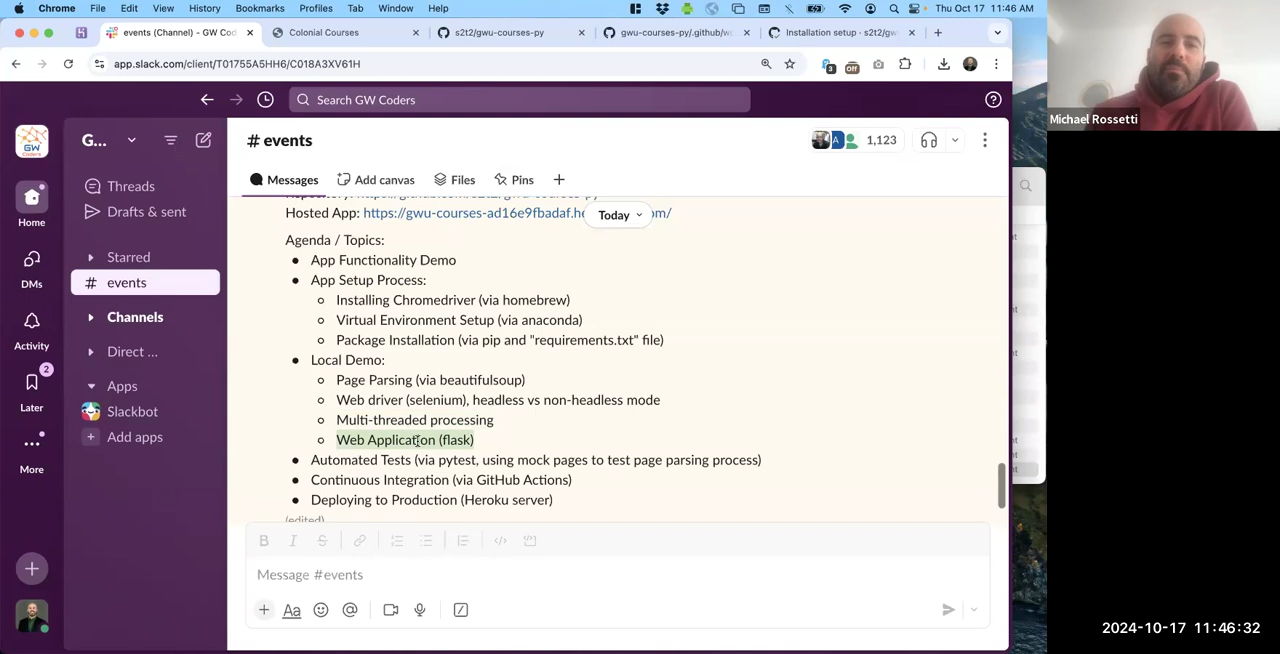 Chrome File Edit View History Bookmarks Profiles Tab Window Help Thu Oct 17 11:46 AM
events (Channel) - GW Cod
Colonial Courses
s2t2/gwu-courses-py
gwu-courses-py/.github/w
Installation setup · s2t2/gw
app.slack.com/client/T01755A5HH6/C018A3XV61H
3
Off
Search GW Coders
Michael Rossetti
GW
G...
# events
1,123
Messages
Add canvas
Files
Pins
Threads
Drafts & sent
Home
Hosted App: https://gwu-courses-ad16e9fbadaf.he om/
Today
Agenda / Topics:
Starred
App Functionality Demo
DMs
# events
App Setup Process:
Installing Chromedriver (via homebrew)
Channels
Virtual Environment Setup (via anaconda)
Activity
Package Installation (via pip and "requirements.txt" file)
Direct ...
Local Demo:
2
Apps
Page Parsing (via beautifulsoup)
Later
Slackbot
Web driver (selenium), headless vs non-headless mode
Add apps
Multi-threaded processing
Web Application (flask)
More
Automated Tests (via pytest, using mock pages to test page parsing process)
Continuous Integration (via GitHub Actions)
Deploying to Production (Heroku server)
(edited)
Message #events
2024-10-17 11:46:32